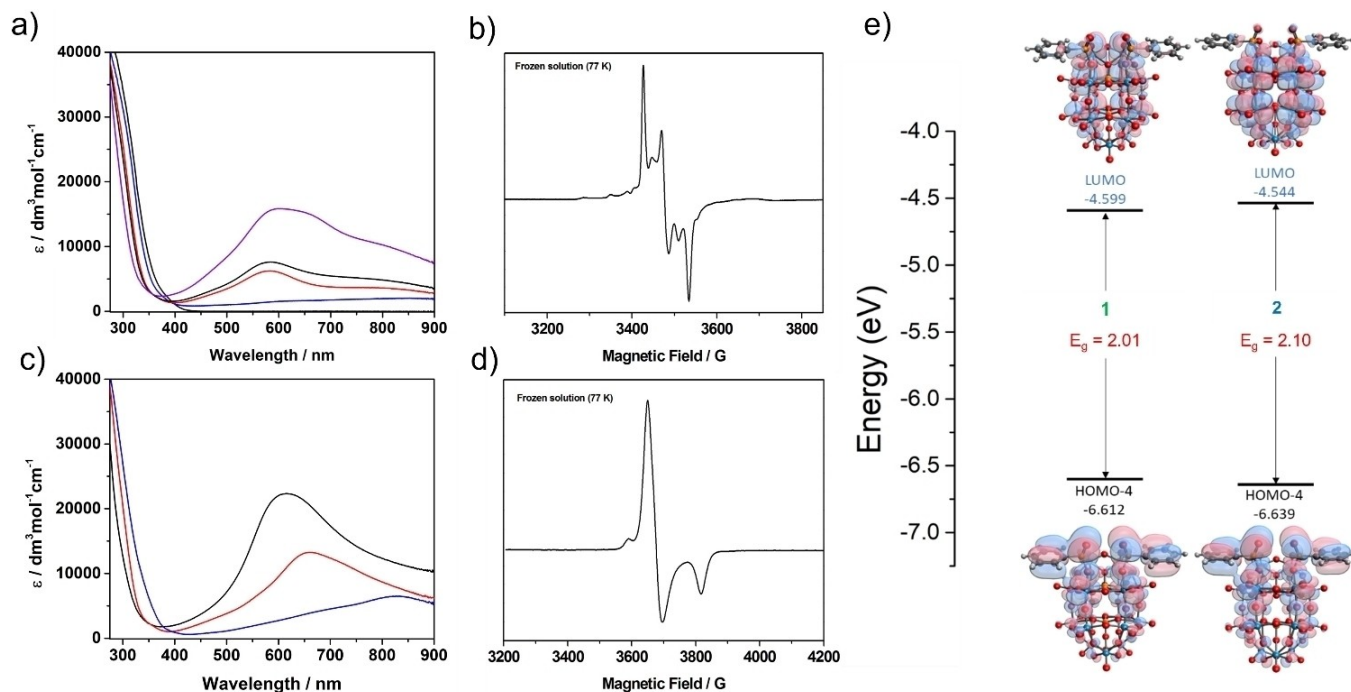 a)
40000
30000
20000
10000
0
ε / dm³mol⁻¹cm⁻¹
300 400 500 600 700 800 900
Wavelength / nm
b)
Frozen solution (77 K)
3200 3400 3600 3800
Magnetic Field / G
c)
40000
30000
20000
10000
0
ε / dm³mol⁻¹cm⁻¹
300 400 500 600 700 800 900
Wavelength / nm
d)
Frozen solution (77 K)
3200 3400 3600 3800 4000 4200
Magnetic Field / G
e)
Energy (eV)
-4.0
-4.5
-5.0
-5.5
-6.0
-6.5
-7.0
LUMO
-4.599
1
E_g = 2.01
HOMO-4
-6.612
LUMO
-4.544
2
E_g = 2.10
HOMO-4
-6.639